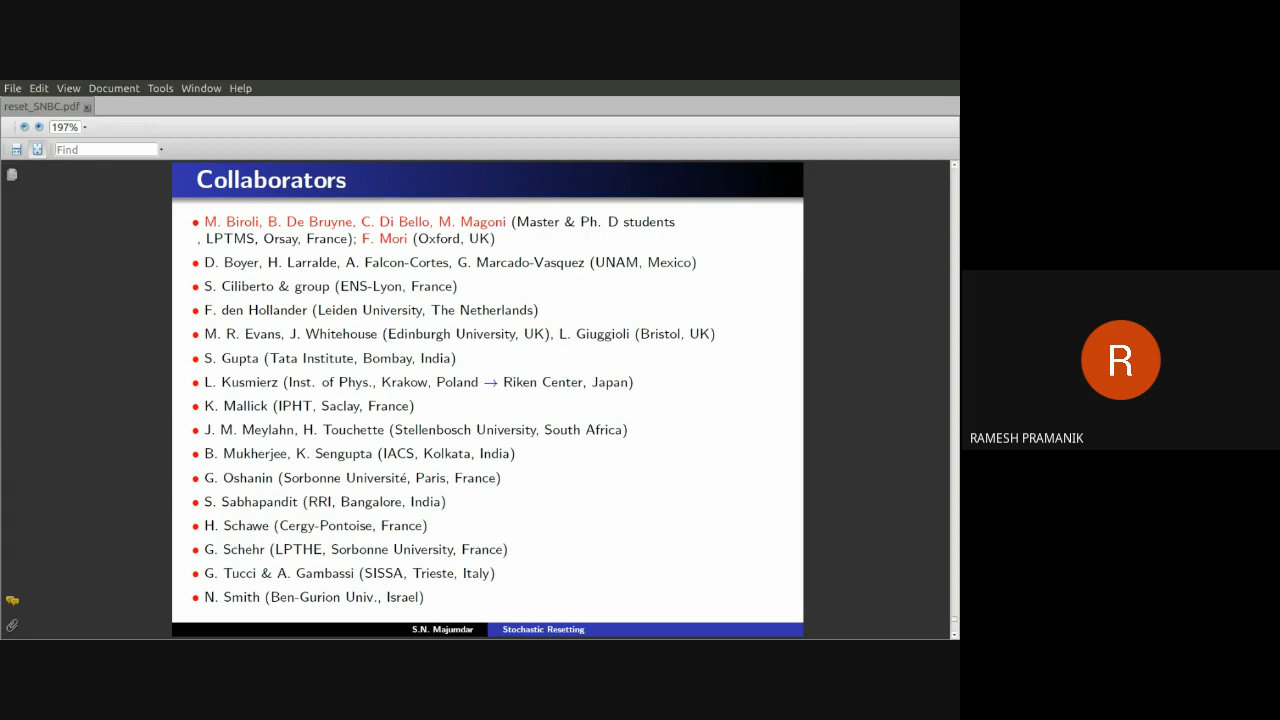 File Edit View Document Tools Window Help
reset_SNBC.pdf
197%
Find
Collaborators
• M. Biroli, B. De Bruyne, C. Di Bello, M. Magoni (Master & Ph. D students
, LPTMS, Orsay, France); F. Mori (Oxford, UK)
• D. Boyer, H. Larralde, A. Falcon-Cortes, G. Marcado-Vasquez (UNAM, Mexico)
• S. Ciliberto & group (ENS-Lyon, France)
• F. den Hollander (Leiden University, The Netherlands)
• M. R. Evans, J. Whitehouse (Edinburgh University, UK), L. Giuggioli (Bristol, UK)
• S. Gupta (Tata Institute, Bombay, India)
• L. Kusmierz (Inst. of Phys., Krakow, Poland → Riken Center, Japan)
• K. Mallick (IPHT, Saclay, France)
• J. M. Meylahn, H. Touchette (Stellenbosch University, South Africa)
• B. Mukherjee, K. Sengupta (IACS, Kolkata, India)
• G. Oshanin (Sorbonne Université, Paris, France)
• S. Sabhapandit (RRI, Bangalore, India)
• H. Schawe (Cergy-Pontoise, France)
• G. Schehr (LPTHE, Sorbonne University, France)
• G. Tucci & A. Gambassi (SISSA, Trieste, Italy)
• N. Smith (Ben-Gurion Univ., Israel)
S.N. Majumdar Stochastic Resetting
R
RAMESH PRAMANIK